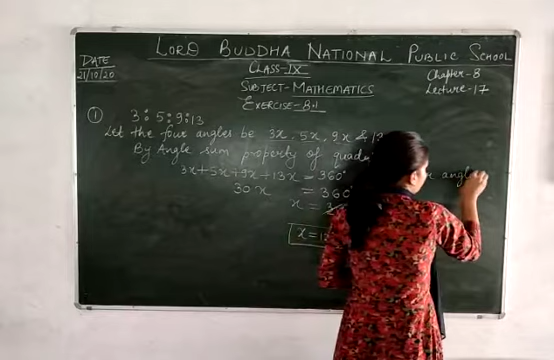 LORD BUDDHA NATIONAL PUBLIC SCHOOL
DATE
21/10/20
CLASS-IX
SUBJECT-MATHEMATICS
EXERCISE-8.1
Chapter-8
Lecture-17
① 3:5:9:13
Let the four angles be 3x, 5x, 9x &
By Angle sum property of
3x+5x+9x+13x = 360°
30x = 360°
x =
x = 12